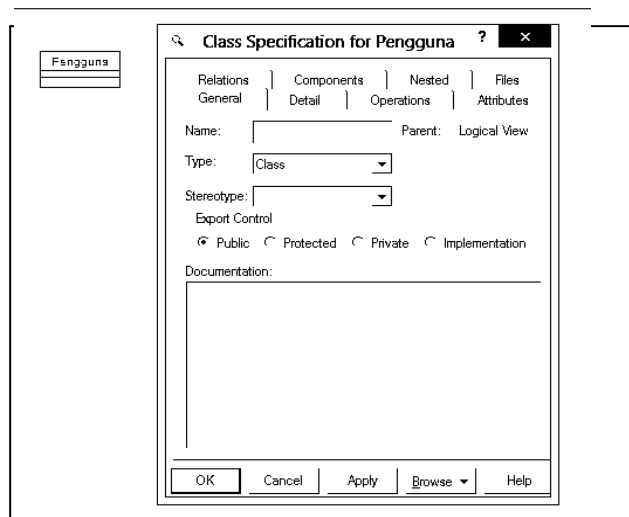 Pengguna
Class Specification for Pengguna ? ×
Relations Components Nested Files
General Detail Operations Attributes
Name: Parent: Logical View
Type: Class
Stereotype:
Export Control
Public Protected Private Implementation
Documentation:
OK Cancel Apply Browse Help